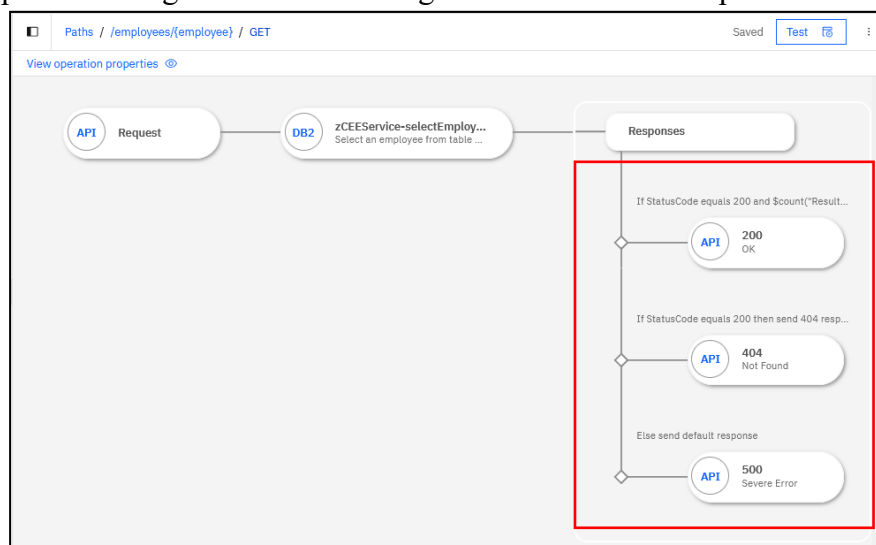 Paths / /employees/{employee} / GET
Saved
Test
View operation properties
API
Request
DB2
zCEEService-selectEmploy...
Select an employee from table ...
Responses
If StatusCode equals 200 and $count("Result...
API
200
OK
If StatusCode equals 200 then send 404 resp...
API
404
Not Found
Else send default response
API
500
Severe Error